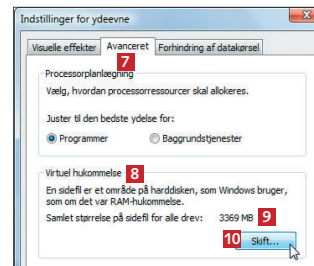 Indstillinger for ydeevne
Visuelle effekter Avanceret Forhindring af datakørsel
7
Processorplanlægning
Vælg, hvordan processorressourcer skal allokeres.
Juster til den bedste ydelse for:
Programmer Baggrundstjenester
Virtuel hukommelse 8
En sidefil er et område på harddisken, som Windows bruger,
som om det var RAM-hukommelse.
Samlet størrelse på sidefil for alle drev: 3369 MB 9
10 Skift...